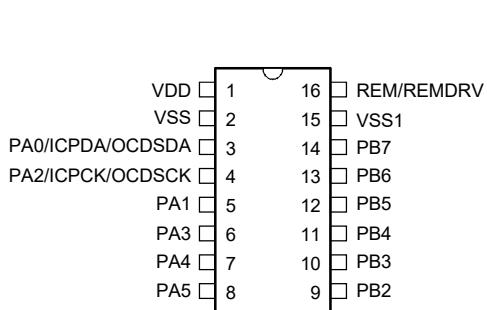 VDD 1 16 REM/REMDRV
VSS 2 15 VSS1
PA0/ICPDA/OCDSDA 3 14 PB7
PA2/ICPCK/OCDSCK 4 13 PB6
PA1 5 12 PB5
PA3 6 11 PB4
PA4 7 10 PB3
PA5 8 9 PB2